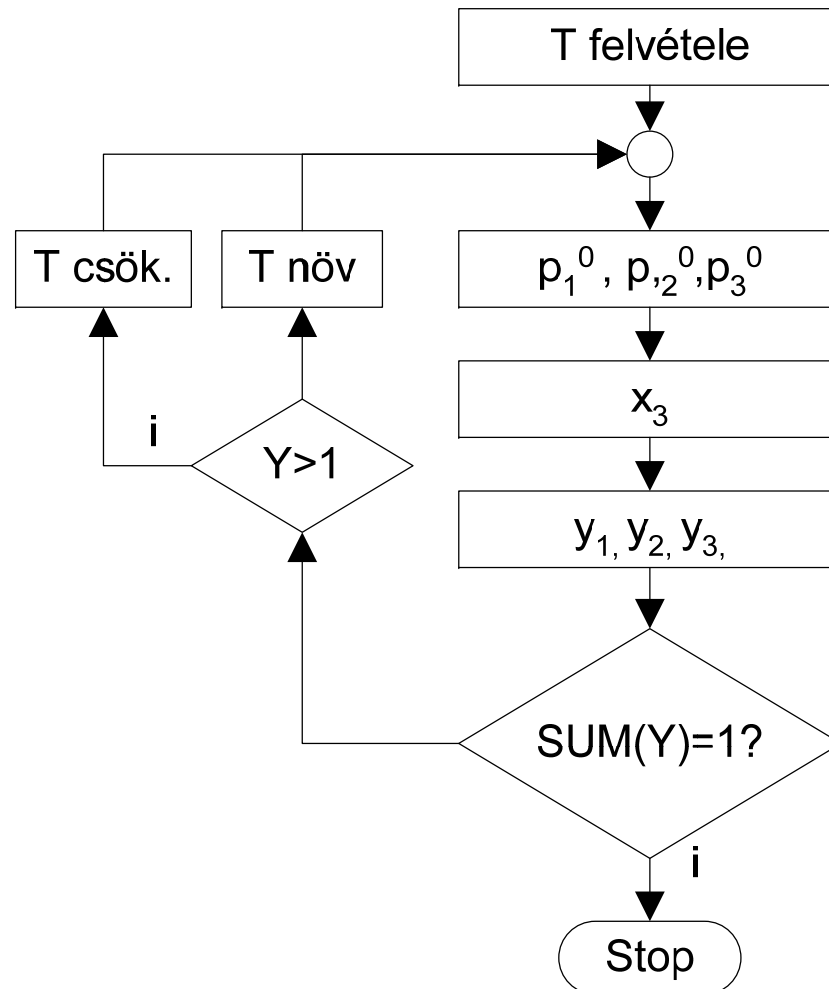 T felvétele
T csök.
T növ
p₁⁰ , p,₂⁰,p₃⁰
x₃
i
Y>1
y₁, y₂, y₃,
SUM(Y)=1?
i
Stop